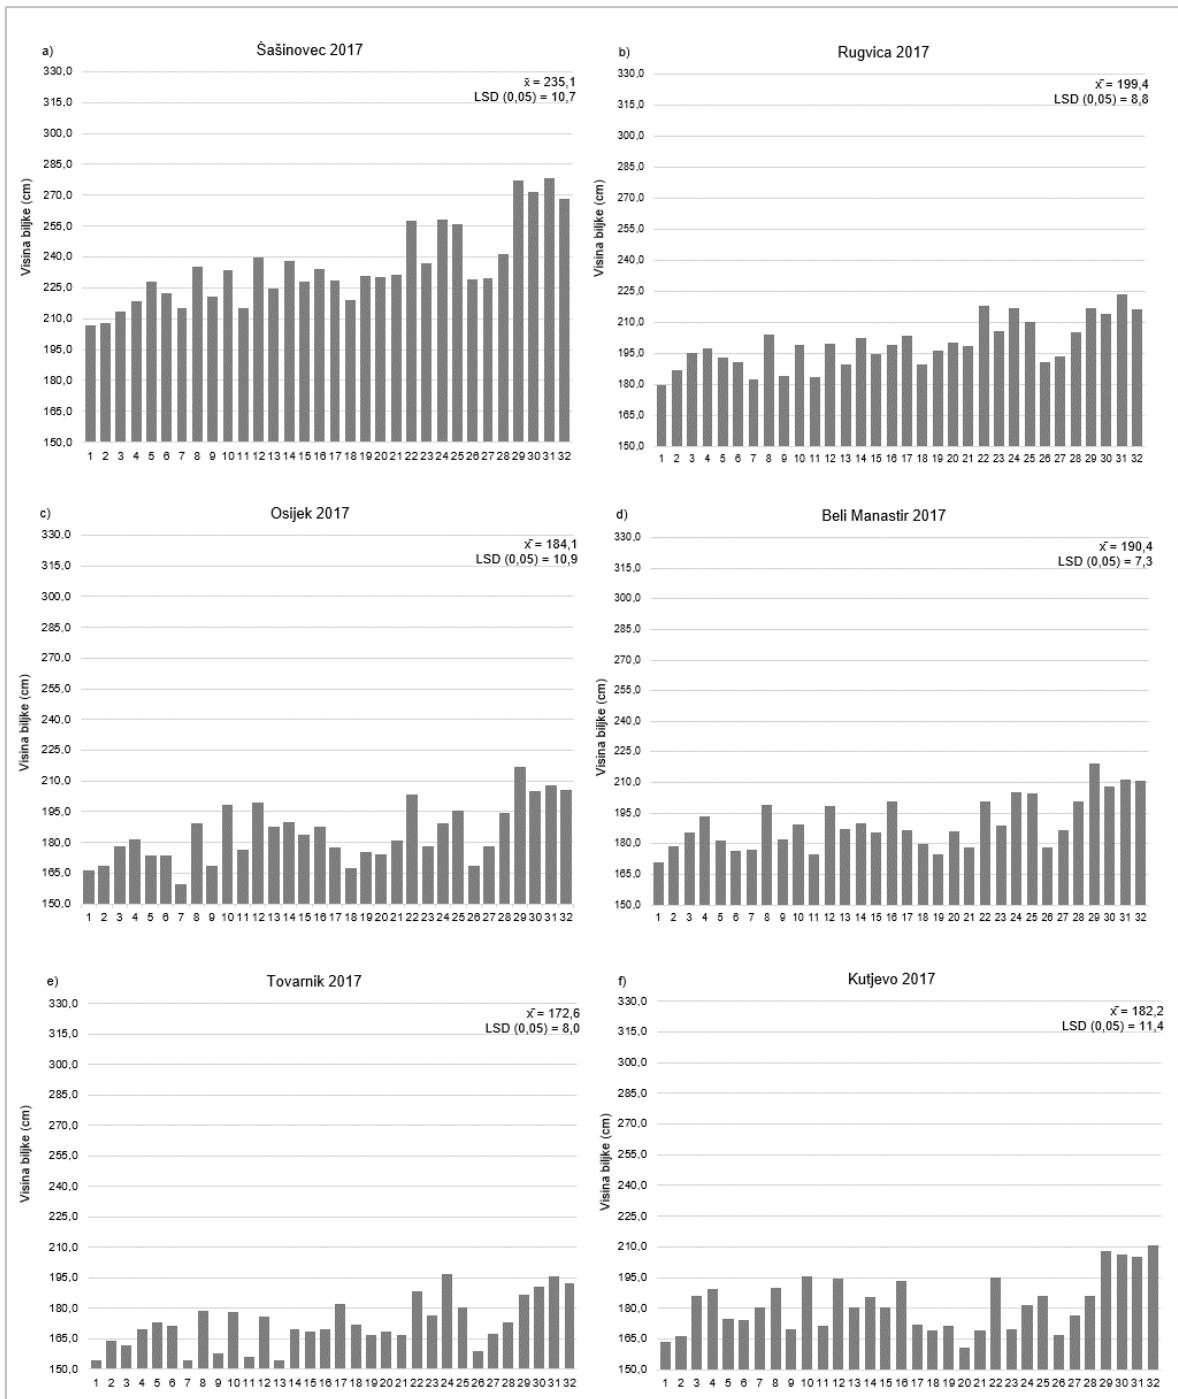 a)
Šašinovec 2017
x̄ = 235,1
LSD (0,05) = 10,7
Visina biljke (cm)
330,0
315,0
300,0
285,0
270,0
255,0
240,0
225,0
210,0
195,0
180,0
165,0
150,0
1 2 3 4 5 6 7 8 9 10 11 12 13 14 15 16 17 18 19 20 21 22 23 24 25 26 27 28 29 30 31 32
b)
Rugvica 2017
x̄ = 199,4
LSD (0,05) = 8,8
Visina biljke (cm)
330,0
315,0
300,0
285,0
270,0
255,0
240,0
225,0
210,0
195,0
180,0
165,0
150,0
1 2 3 4 5 6 7 8 9 10 11 12 13 14 15 16 17 18 19 20 21 22 23 24 25 26 27 28 29 30 31 32
c)
Osijek 2017
x̄ = 184,1
LSD (0,05) = 10,9
Visina biljke (cm)
330,0
315,0
300,0
285,0
270,0
255,0
240,0
225,0
210,0
195,0
180,0
165,0
150,0
1 2 3 4 5 6 7 8 9 10 11 12 13 14 15 16 17 18 19 20 21 22 23 24 25 26 27 28 29 30 31 32
d)
Beli Manastir 2017
x̄ = 190,4
LSD (0,05) = 7,3
Visina biljke (cm)
330,0
315,0
300,0
285,0
270,0
255,0
240,0
225,0
210,0
195,0
180,0
165,0
150,0
1 2 3 4 5 6 7 8 9 10 11 12 13 14 15 16 17 18 19 20 21 22 23 24 25 26 27 28 29 30 31 32
e)
Tovarnik 2017
x̄ = 172,6
LSD (0,05) = 8,0
Visina biljke (cm)
330,0
315,0
300,0
285,0
270,0
255,0
240,0
225,0
210,0
195,0
180,0
165,0
150,0
1 2 3 4 5 6 7 8 9 10 11 12 13 14 15 16 17 18 19 20 21 22 23 24 25 26 27 28 29 30 31 32
f)
Kutjevo 2017
x̄ = 182,2
LSD (0,05) = 11,4
Visina biljke (cm)
330,0
315,0
300,0
285,0
270,0
255,0
240,0
225,0
210,0
195,0
180,0
165,0
150,0
1 2 3 4 5 6 7 8 9 10 11 12 13 14 15 16 17 18 19 20 21 22 23 24 25 26 27 28 29 30 31 32